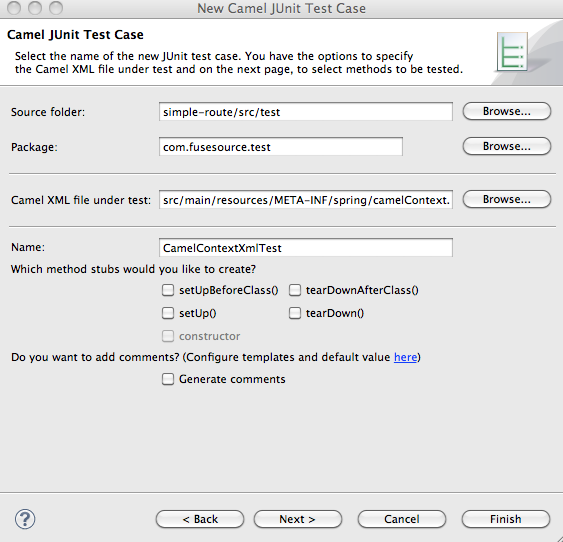 New Camel JUnit Test Case
Camel JUnit Test Case
Select the name of the new JUnit test case. You have the options to specify
the Camel XML file under test and on the next page, to select methods to be tested.
Source folder: simple-route/src/test Browse...
Package: com.fusesource.test Browse...
Camel XML file under test: src/main/resources/META-INF/spring/camelContext. Browse...
Name: CamelContextXmlTest
Which method stubs would you like to create?
setUpBeforeClass() tearDownAfterClass()
setUp() tearDown()
constructor
Do you want to add comments? (Configure templates and default value here)
Generate comments
? < Back Next > Cancel Finish